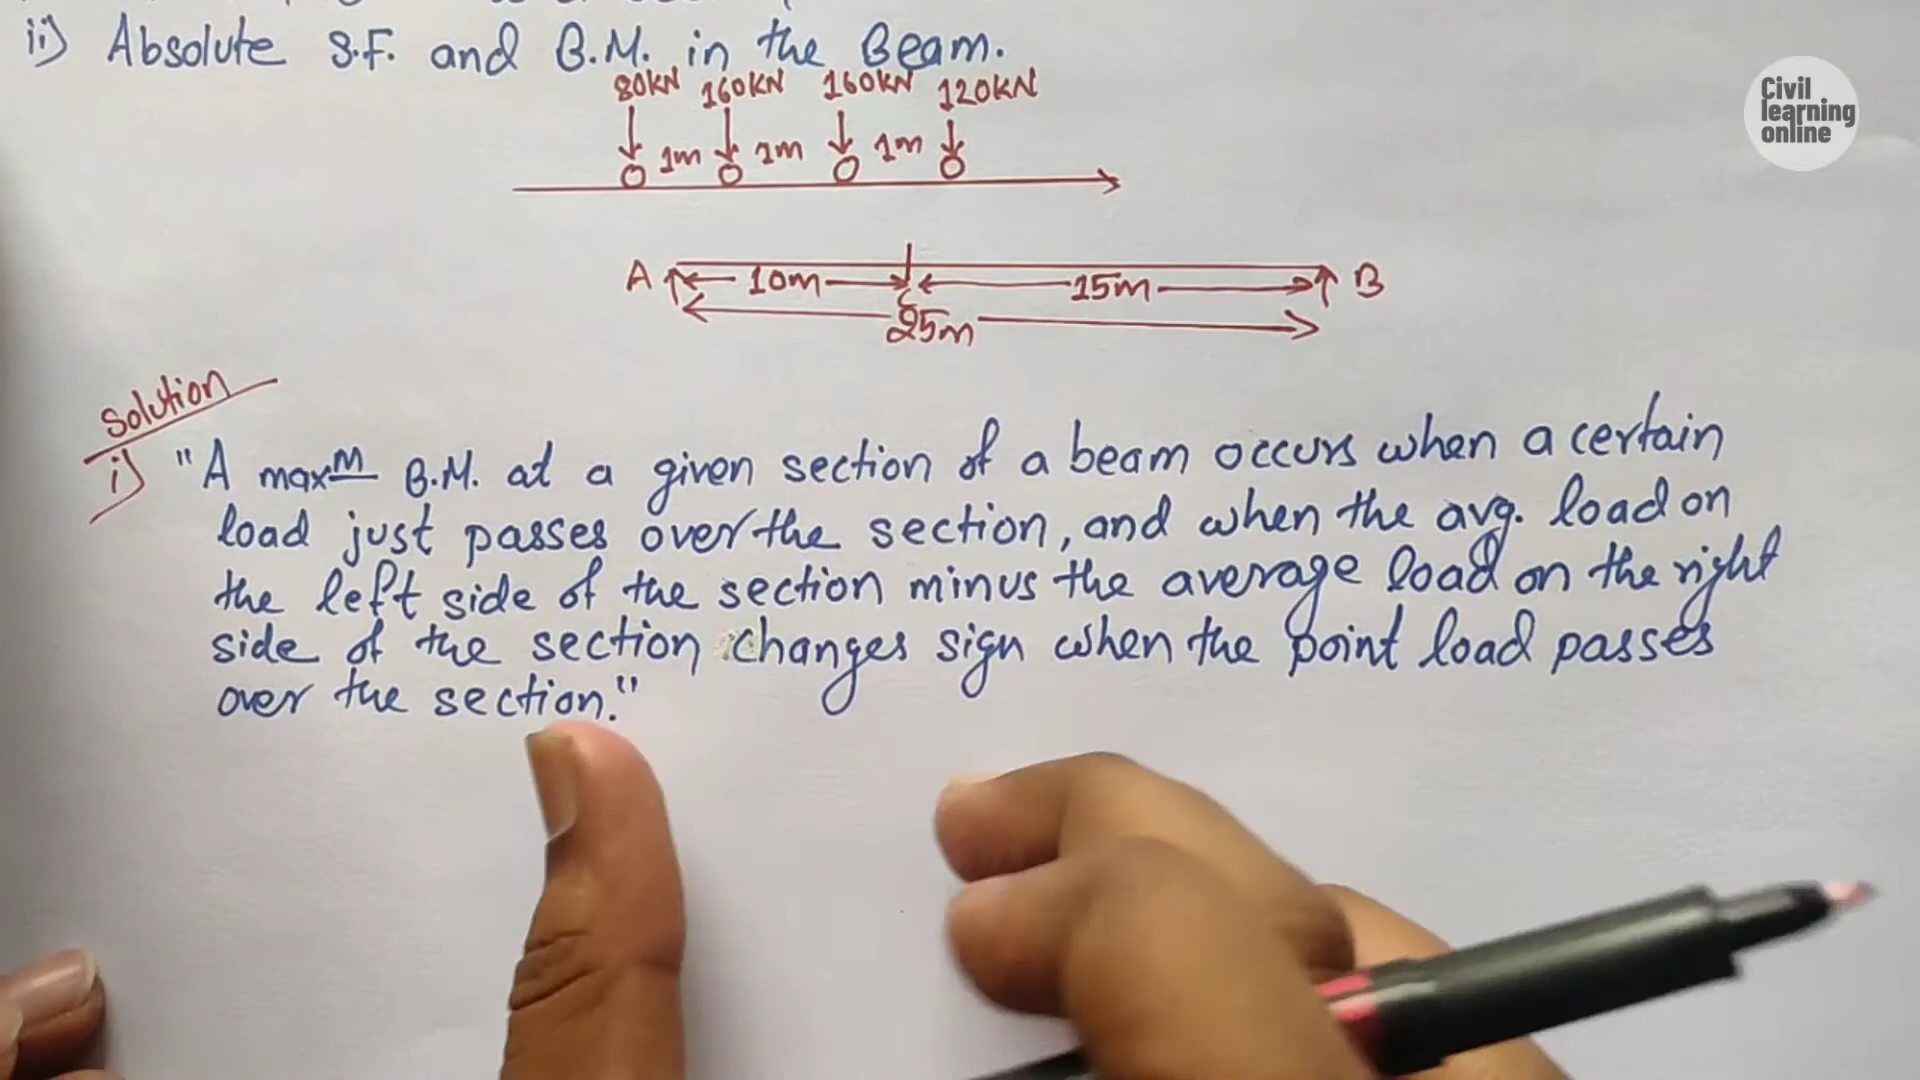 ii) Absolute S.F. and B.M. in the Beam.
80KN 160KN 160KN 120KN
1m 1m 1m
A 10m 15m B
C
25m
Solution
i) "A maxm B.M. at a given section of a beam occurs when a certain
load just passes over the section, and when the avg. load on
the left side of the section minus the average load on the right
side of the section changes sign when the point load passes
over the section."
Civil
learning
online